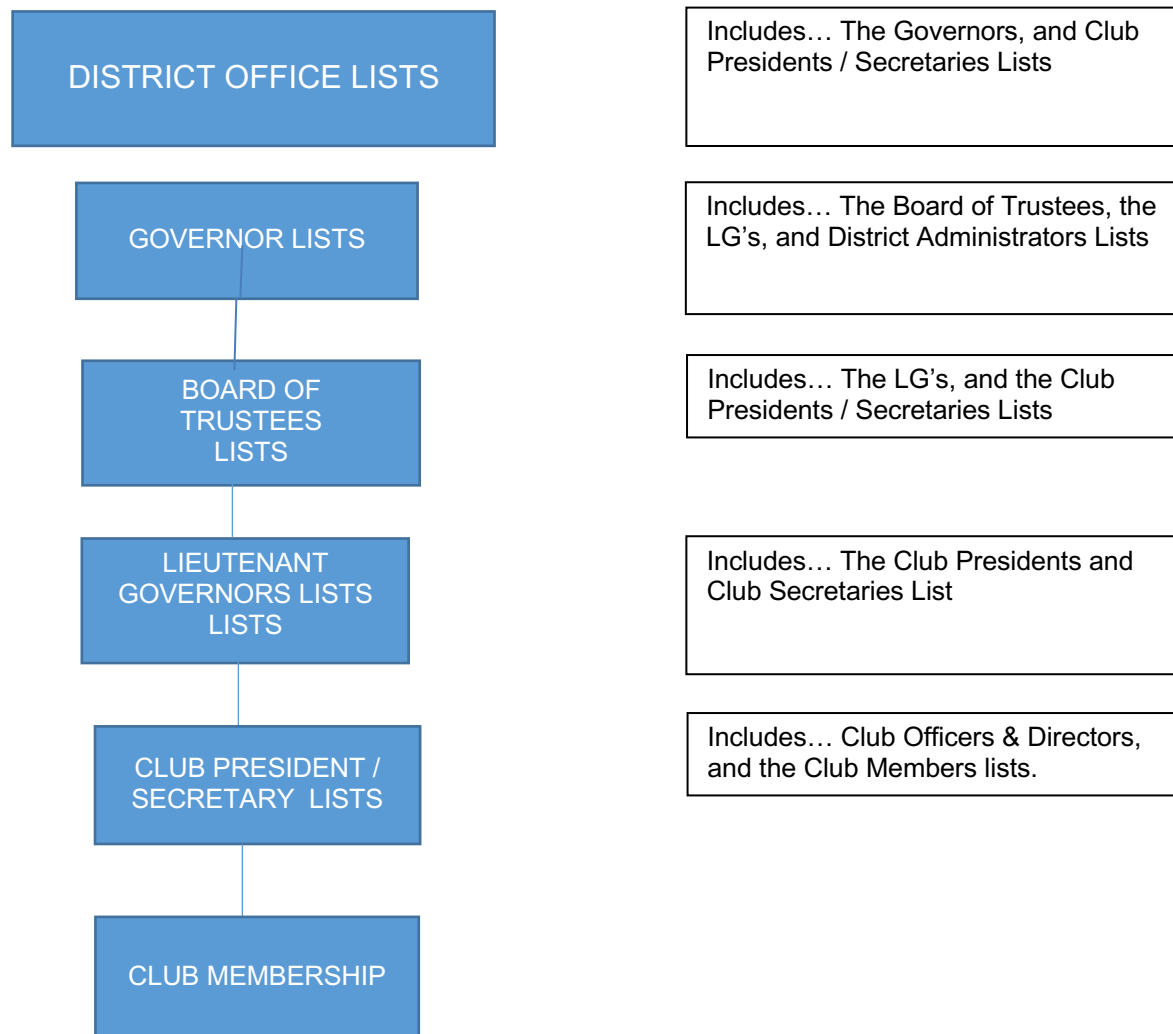 DISTRICT OFFICE LISTS
Includes… The Governors, and Club
Presidents / Secretaries Lists
GOVERNOR LISTS
Includes… The Board of Trustees, the
LG’s, and District Administrators Lists
BOARD OF
TRUSTEES
LISTS
Includes… The LG’s, and the Club
Presidents / Secretaries Lists
LIEUTENANT
GOVERNORS LISTS
LISTS
Includes… The Club Presidents and
Club Secretaries List
CLUB PRESIDENT /
SECRETARY  LISTS
Includes… Club Officers & Directors,
and the Club Members lists.
CLUB MEMBERSHIP